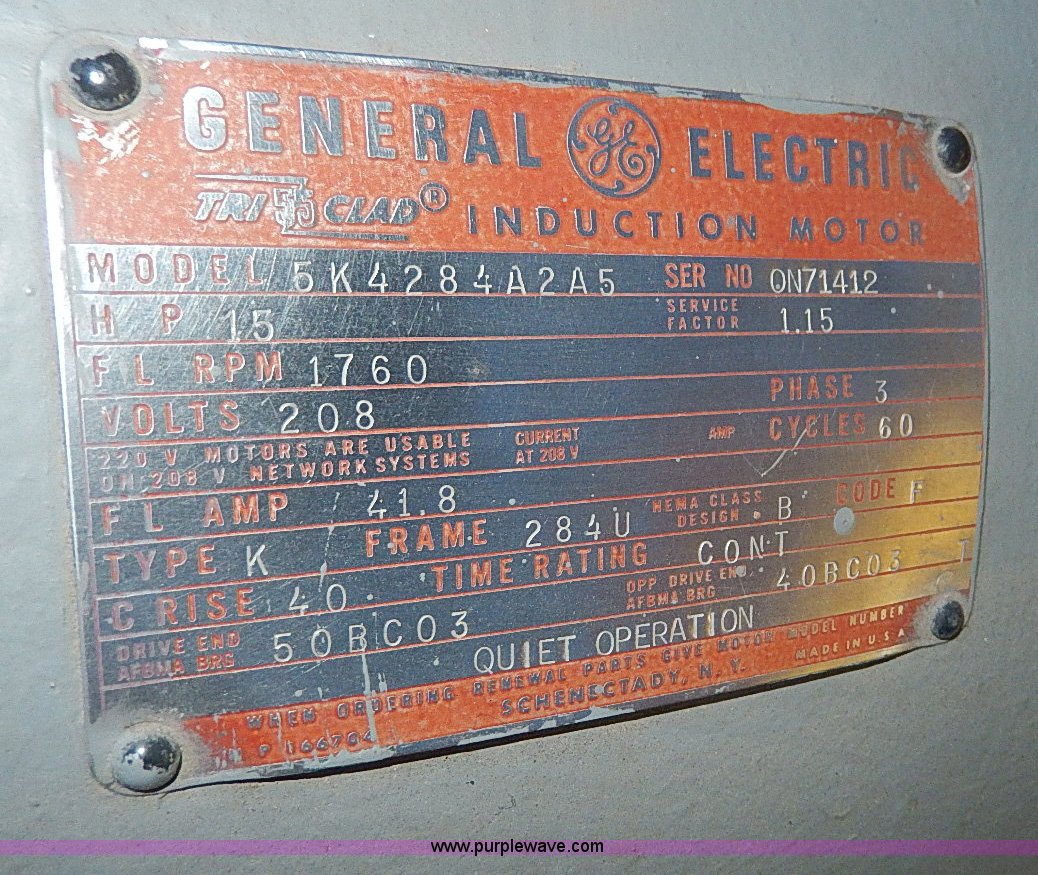 GENERAL GE ELECTRIC
TRI 55 CLAD® INDUCTION MOTOR
MODEL 5K4284A2A5 SER NO ON71412
HP 15 SERVICE FACTOR 1.15
FL RPM 1760
VOLTS 208 PHASE 3
220 V MOTORS ARE USABLE ON 208 V NETWORK SYSTEMS CURRENT AT 208 V AMP CYCLES 60
FL AMP 41.8
TYPE K FRAME 284U NEMA CLASS DESIGN B CODE F
C RISE 40 TIME RATING CONT
DRIVE END AFBMA BRG 50BC03 OPP DRIVE END AFBMA BRG 40BC03 T
QUIET OPERATION
WHEN ORDERING RENEWAL PARTS GIVE MOTOR MODEL NUMBER
P 166704 SCHENECTADY, N. Y. MADE IN U.S.A
www.purplewave.com